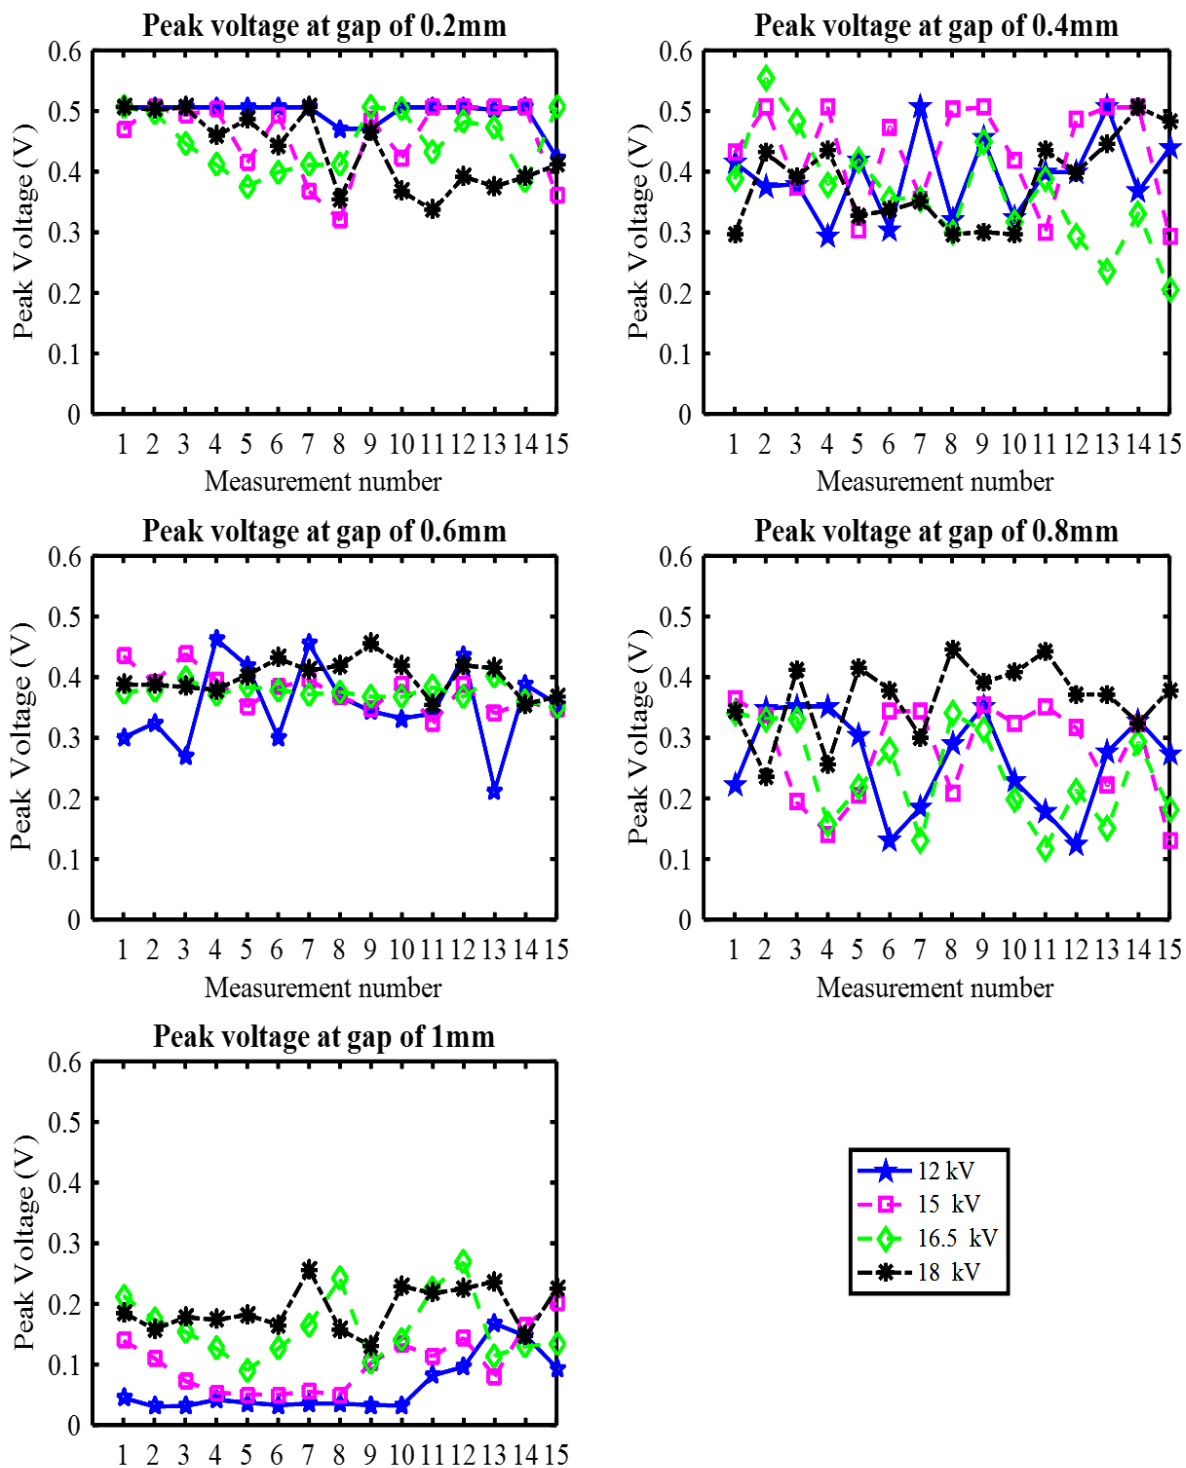 Peak voltage at gap of 0.2mm
0.6
0.5
0.4
0.3
0.2
0.1
0
Peak Voltage (V)
1 2 3 4 5 6 7 8 9 10 11 12 13 14 15
Measurement number
Peak voltage at gap of 0.4mm
0.6
0.5
0.4
0.3
0.2
0.1
0
Peak Voltage (V)
1 2 3 4 5 6 7 8 9 10 11 12 13 14 15
Measurement number
Peak voltage at gap of 0.6mm
0.6
0.5
0.4
0.3
0.2
0.1
0
Peak Voltage (V)
1 2 3 4 5 6 7 8 9 10 11 12 13 14 15
Measurement number
Peak voltage at gap of 0.8mm
0.6
0.5
0.4
0.3
0.2
0.1
0
Peak Voltage (V)
1 2 3 4 5 6 7 8 9 10 11 12 13 14 15
Measurement number
Peak voltage at gap of 1mm
0.6
0.5
0.4
0.3
0.2
0.1
0
Peak Voltage (V)
1 2 3 4 5 6 7 8 9 10 11 12 13 14 15
12 kV
15 kV
16.5 kV
18 kV